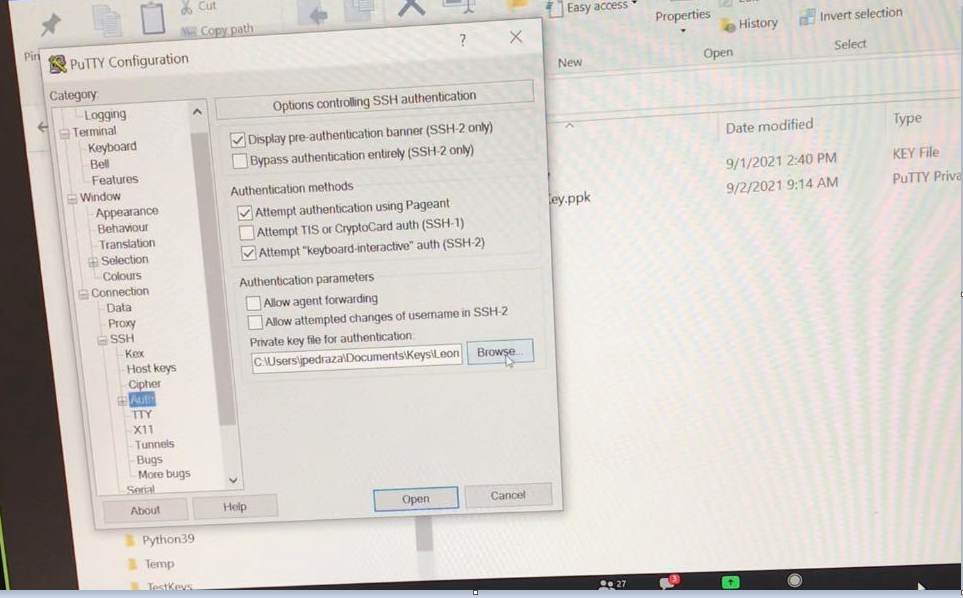 Cut
Copy path
Easy access
Properties
History
Invert selection
New
Open
Select
PuTTY Configuration
? ×
Category:
Logging
Terminal
Keyboard
Bell
Features
Window
Appearance
Behaviour
Translation
Selection
Colours
Connection
Data
Proxy
SSH
Kex
Host keys
Cipher
Auth
TTY
X11
Tunnels
Bugs
More bugs
Serial
Options controlling SSH authentication
Display pre-authentication banner (SSH-2 only)
Bypass authentication entirely (SSH-2 only)
Authentication methods
Attempt authentication using Pageant
Attempt TIS or CryptoCard auth (SSH-1)
Attempt "keyboard-interactive" auth (SSH-2)
Authentication parameters
Allow agent forwarding
Allow attempted changes of username in SSH-2
Private key file for authentication:
C:\Users\jpedraza\Documents\Keys\Leon
Browse...
About
Help
Open
Cancel
Date modified
Type
9/1/2021 2:40 PM
KEY File
ey.ppk
9/2/2021 9:14 AM
PuTTY Priva
Python39
Temp
TestKeys
27
3